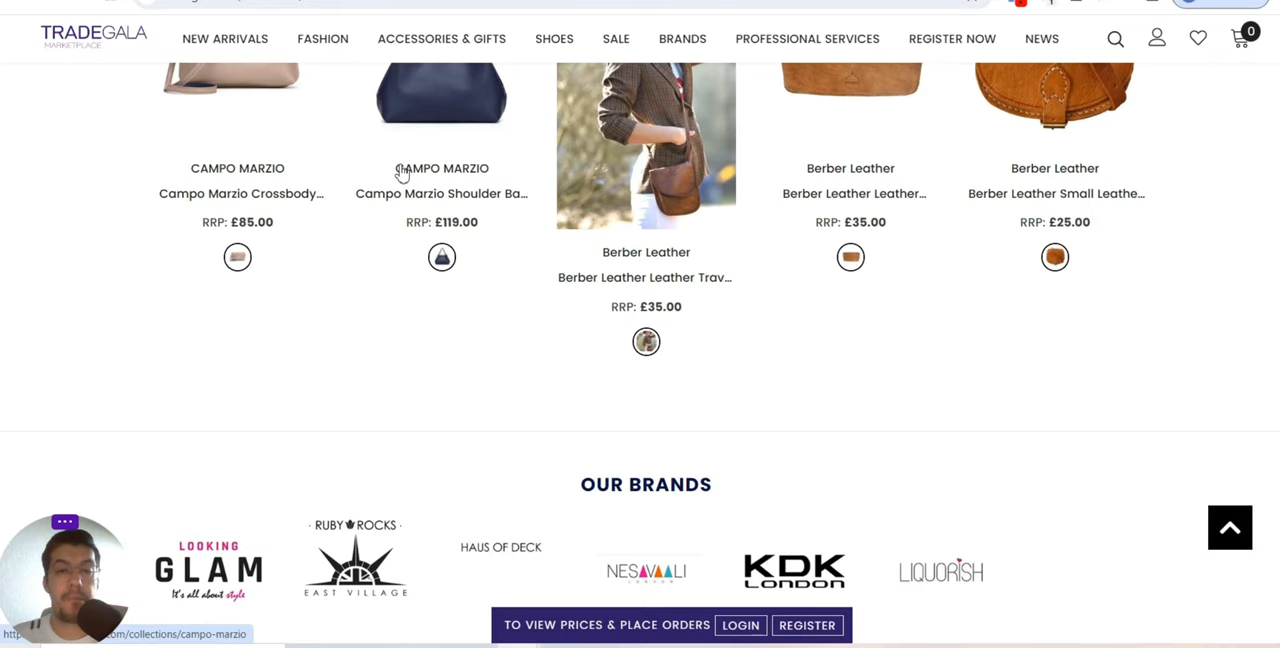 TRADEGALA
MARKETPLACE
NEW ARRIVALS FASHION ACCESSORIES & GIFTS SHOES SALE BRANDS PROFESSIONAL SERVICES REGISTER NOW NEWS
0
CAMPO MARZIO
Campo Marzio Crossbody...
RRP: £85.00
CAMPO MARZIO
Campo Marzio Shoulder Ba...
RRP: £119.00
Berber Leather
Berber Leather Leather Trav...
RRP: £35.00
Berber Leather
Berber Leather Leather...
RRP: £35.00
Berber Leather
Berber Leather Small Leathe...
RRP: £25.00
OUR BRANDS
LOOKING
GLAM
It's all about style
· RUBY ROCKS ·
EAST VILLAGE
HAUS OF DECK
NESAVAALI
LONDON
KDK
LONDON
LIQUORISH
TO VIEW PRICES & PLACE ORDERS LOGIN REGISTER
om/collections/campo-marzio